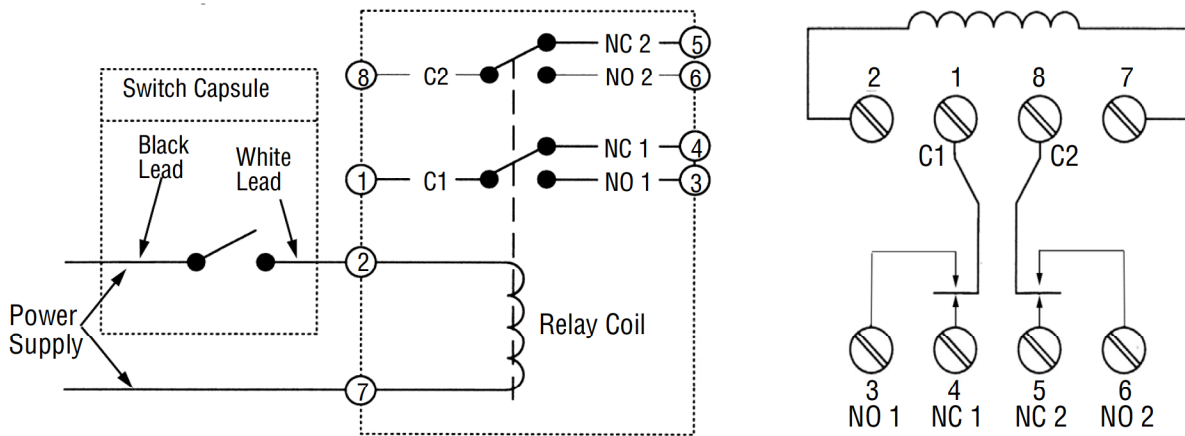 Switch Capsule
Black
Lead
White
Lead
Power
Supply
8
C2
NC 2
5
NO 2
6
1
C1
NC 1
4
NO 1
3
2
Relay Coil
7
2
1
8
7
C1
C2
3
4
5
6
NO 1
NC 1
NC 2
NO 2